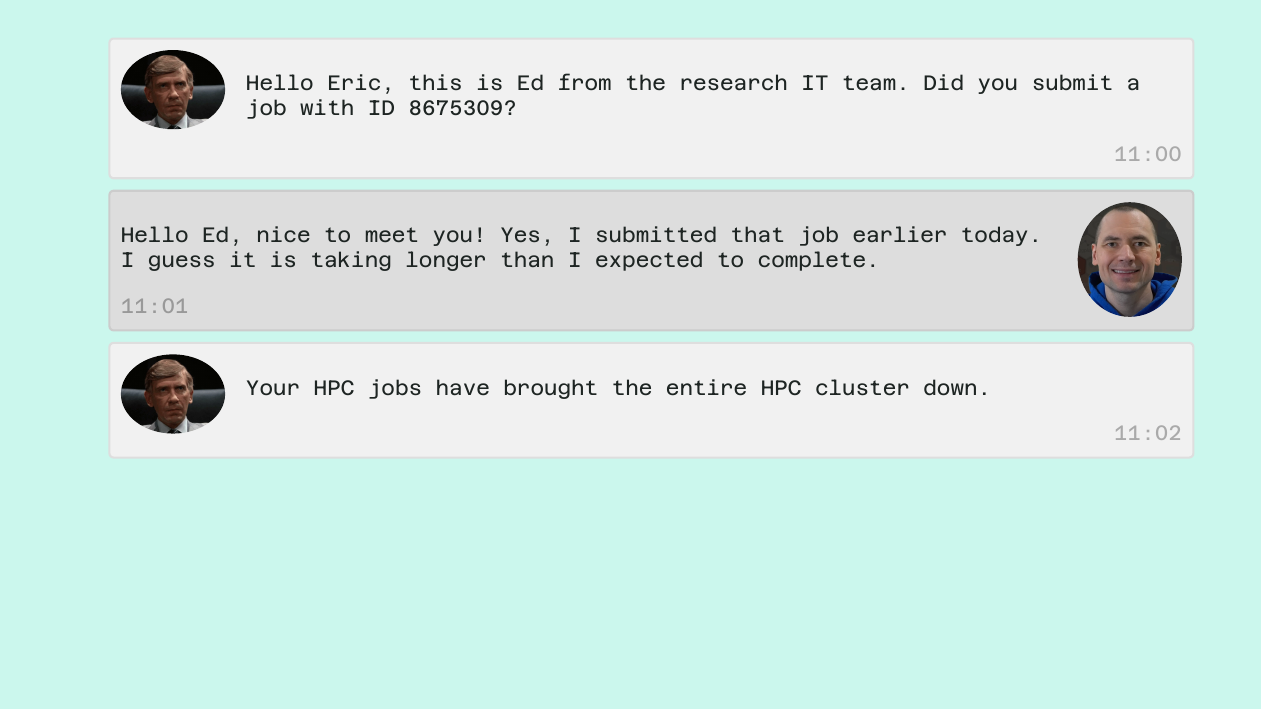 Hello Eric, this is Ed from the research IT team. Did you submit a
job with ID 8675309?
11:00
Hello Ed, nice to meet you! Yes, I submitted that job earlier today.
I guess it is taking longer than I expected to complete.
11:01
Your HPC jobs have brought the entire HPC cluster down.
11:02